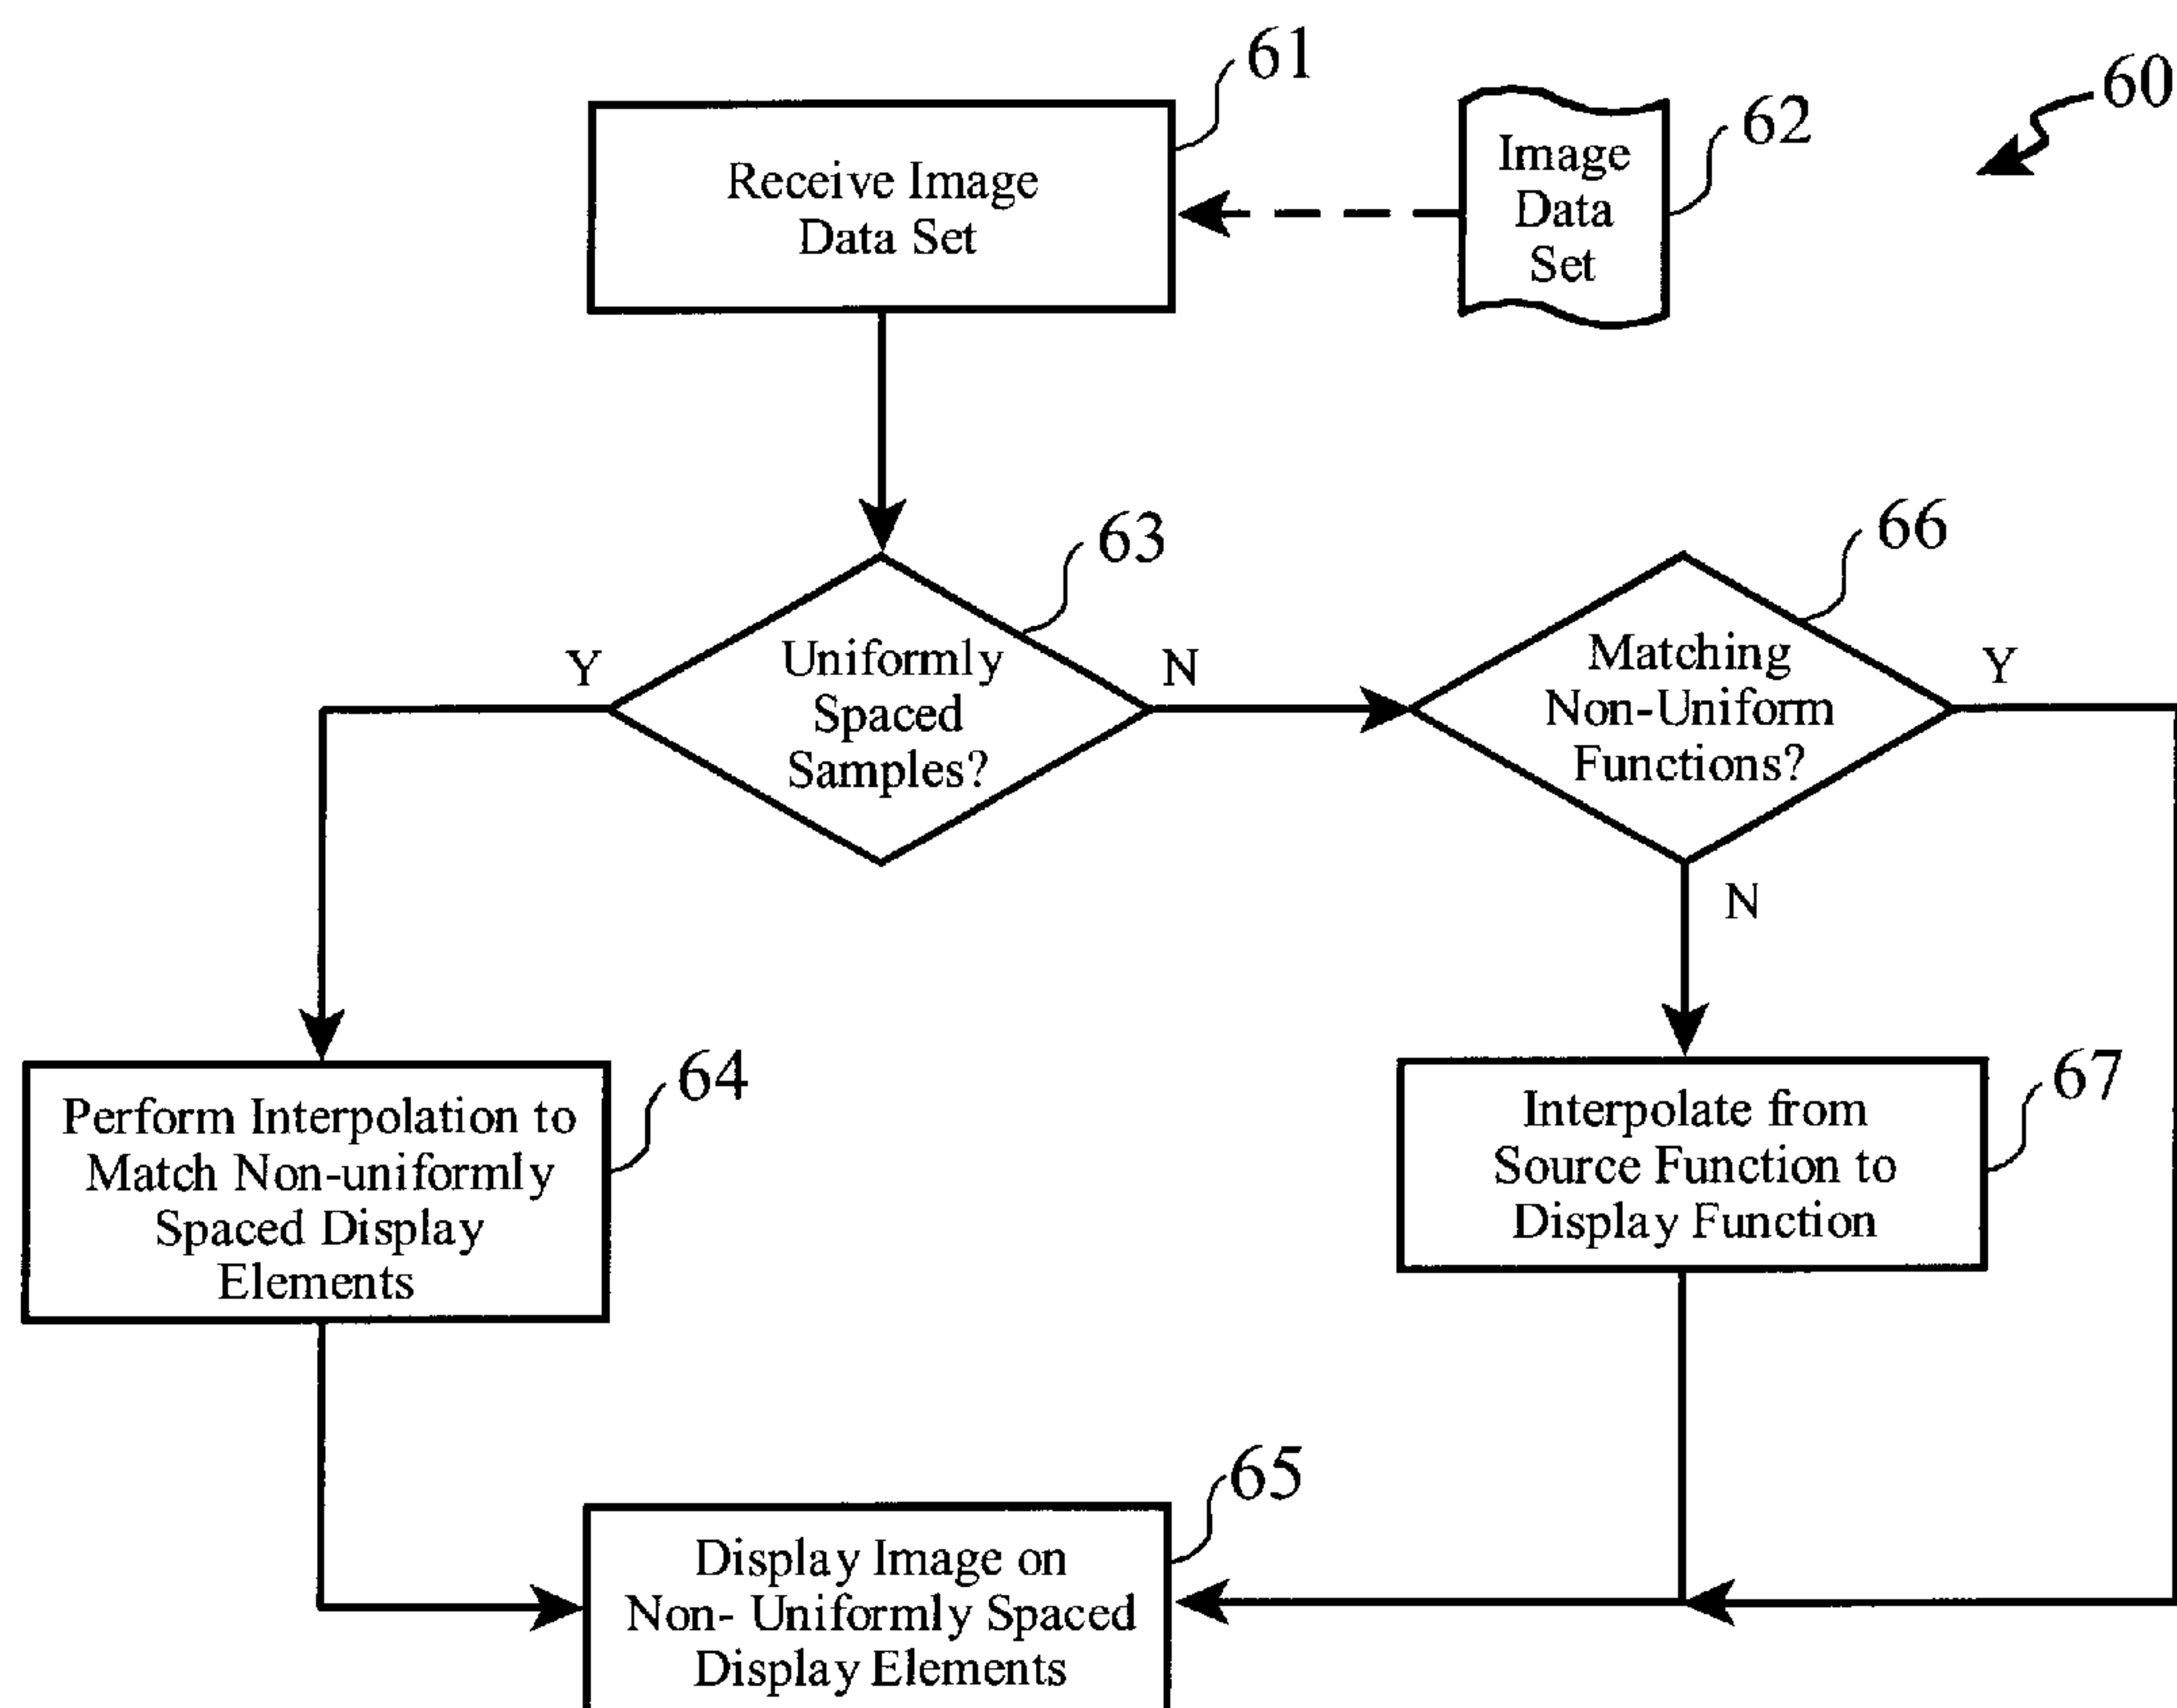 61
60
Receive Image
Data Set
Image
Data
Set
62
63
66
Y
Uniformly
Spaced
Samples?
N
Matching
Non-Uniform
Functions?
Y
N
64
67
Perform Interpolation to
Match Non-uniformly
Spaced Display
Elements
Interpolate from
Source Function to
Display Function
65
Display Image on
Non- Uniformly Spaced
Display Elements